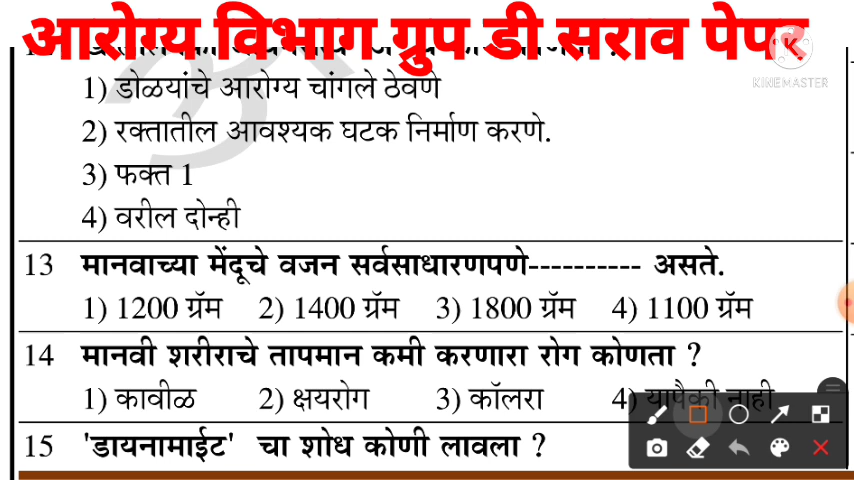 आरोग्य विभाग ग्रुप डी सराव पेपर
KINEMASTER
1) डोळयांचे आरोग्य चांगले ठेवणे
2) रक्तातील आवश्यक घटक निर्माण करणे.
3) फक्त 1
4) वरील दोन्ही
13 मानवाच्या मेंदूचे वजन सर्वसाधारणपणे---------- असते.
1) 1200 ग्रॅम 2) 1400 ग्रॅम 3) 1800 ग्रॅम 4) 1100 ग्रॅम
14 मानवी शरीराचे तापमान कमी करणारा रोग कोणता ?
1) कावीळ 2) क्षयरोग 3) कॉलरा 4) यापैकी नाही
15 'डायनामाईट' चा शोध कोणी लावला ?